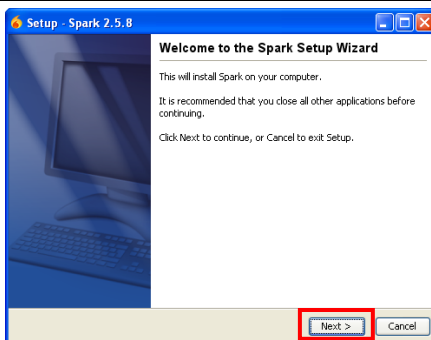 Setup - Spark 2.5.8
Welcome to the Spark Setup Wizard
This will install Spark on your computer.
It is recommended that you close all other applications before
continuing.
Click Next to continue, or Cancel to exit Setup.
Next >
Cancel